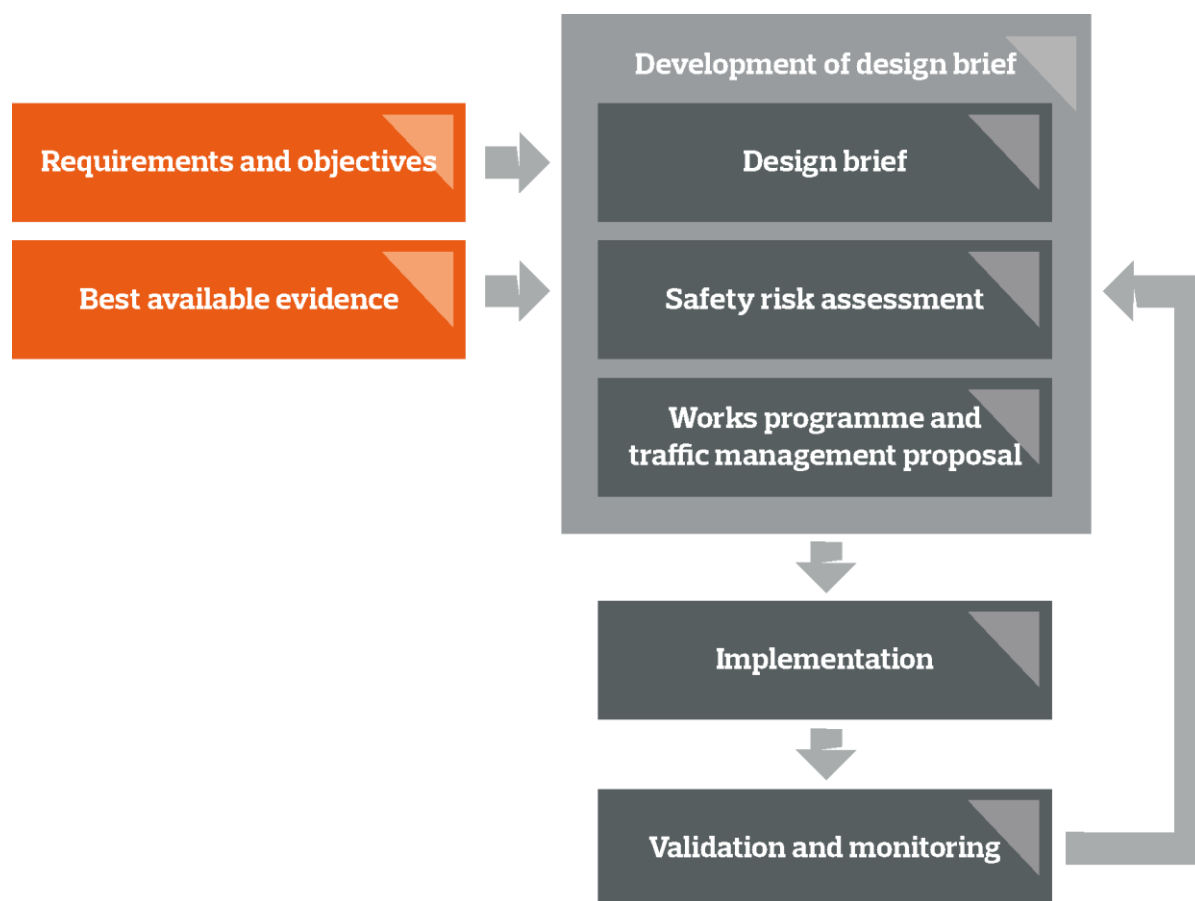 Development of design brief
Requirements and objectives
Design brief
Best available evidence
Safety risk assessment
Works programme and
traffic management proposal
Implementation
Validation and monitoring